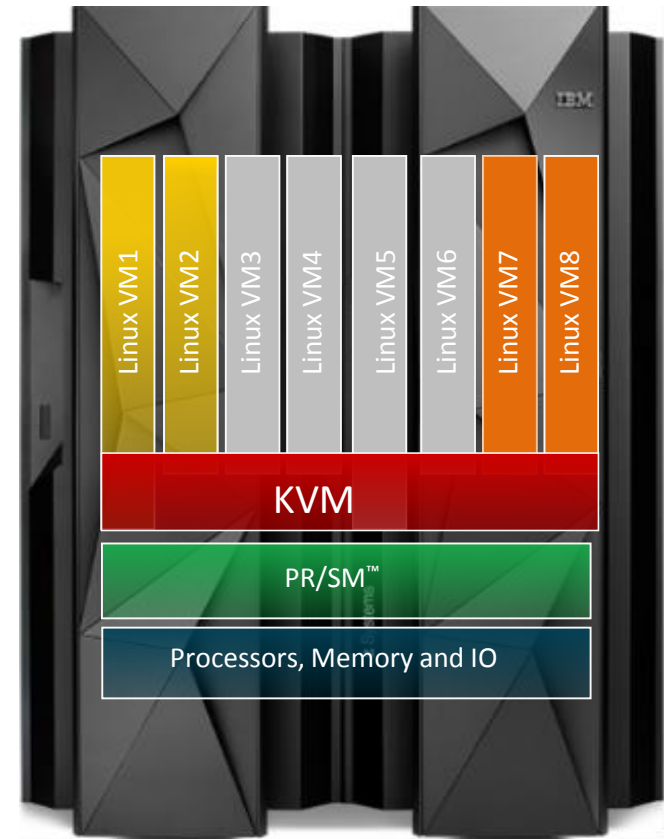 IBM
Linux VM1
Linux VM2
Linux VM3
Linux VM4
Linux VM5
Linux VM6
Linux VM7
Linux VM8
KVM
PR/SM™
z Systems
Processors, Memory and IO